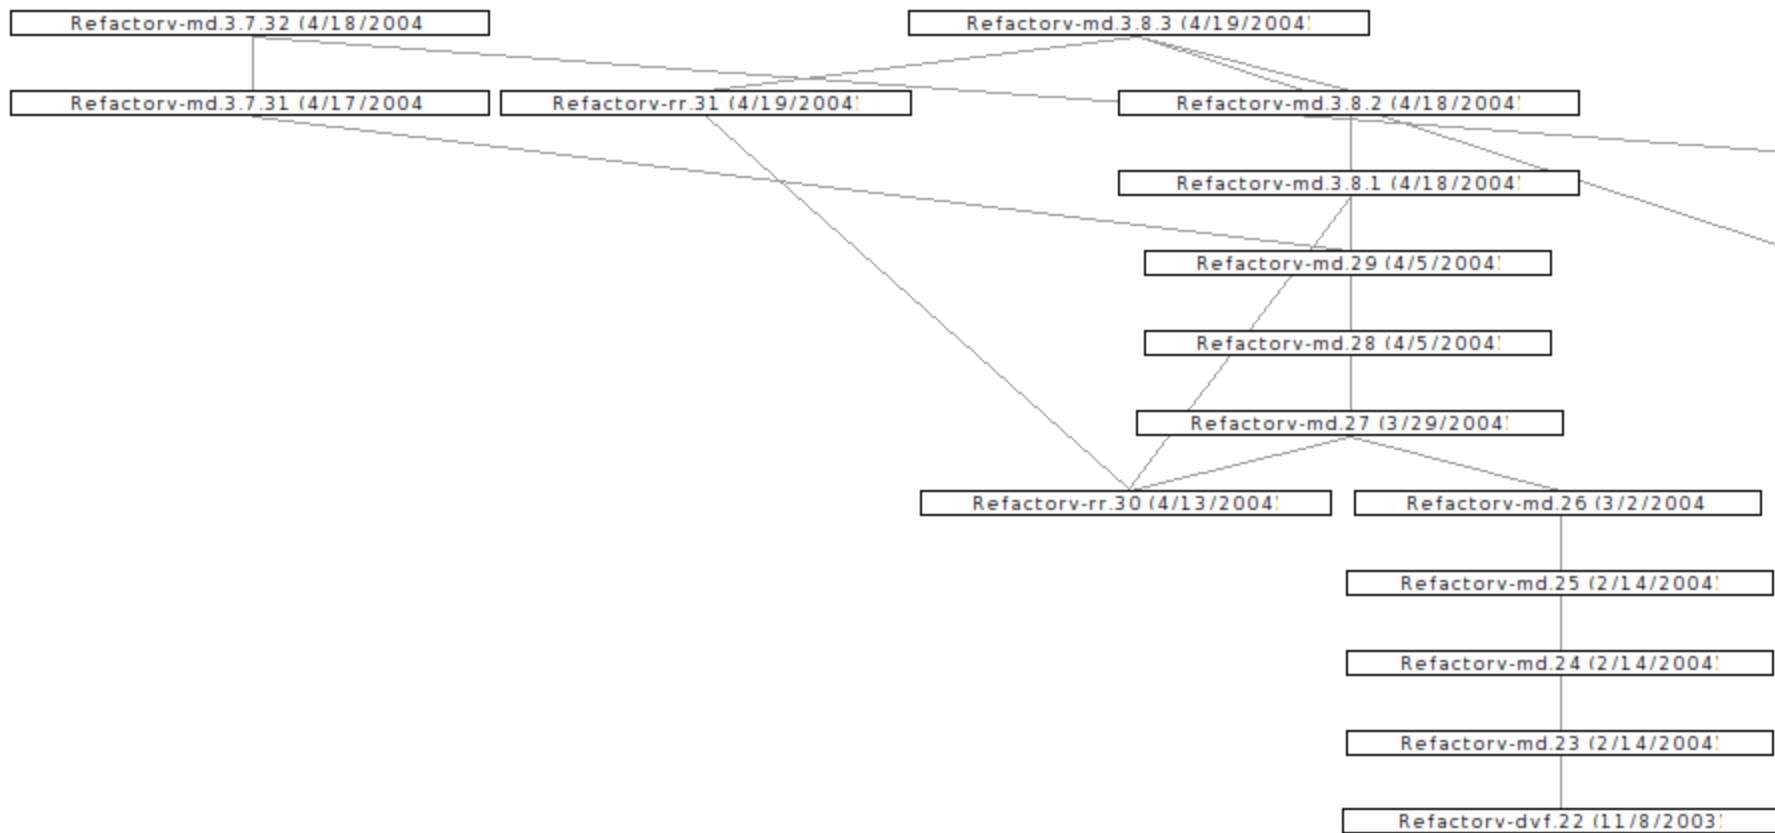 Refactory-md.3.7.32 (4/18/2004
Refactory-md.3.8.3 (4/19/2004)
Refactory-md.3.7.31 (4/17/2004
Refactory-rr.31 (4/19/2004)
Refactory-md.3.8.2 (4/18/2004)
Refactory-md.3.8.1 (4/18/2004)
Refactory-md.29 (4/5/2004)
Refactory-md.28 (4/5/2004)
Refactory-md.27 (3/29/2004)
Refactory-rr.30 (4/13/2004)
Refactory-md.26 (3/2/2004
Refactory-md.25 (2/14/2004)
Refactory-md.24 (2/14/2004)
Refactory-md.23 (2/14/2004)
Refactory-dvf.22 (11/8/2003)